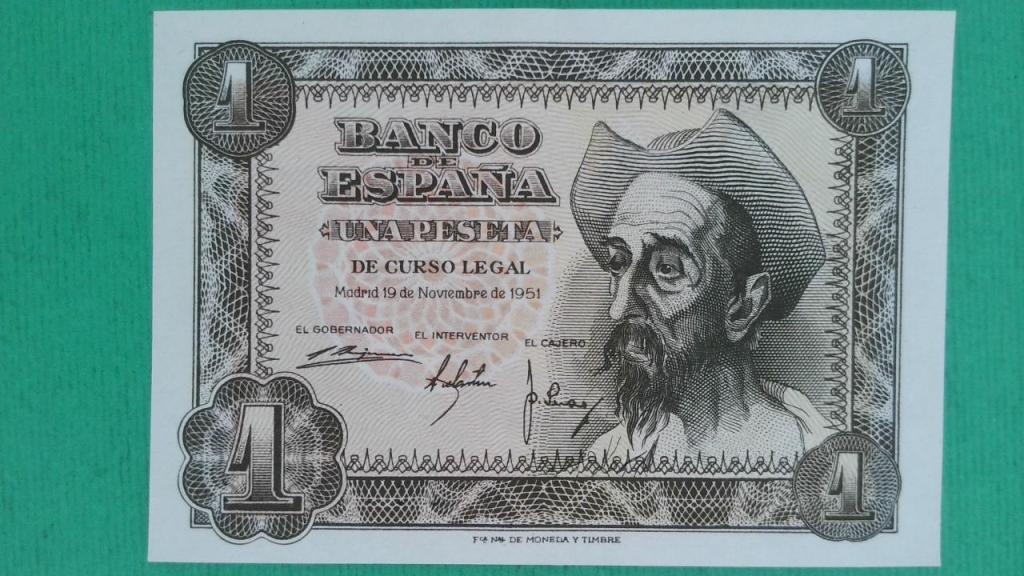 1
1
BANCO
DE
ESPAÑA
UNA PESETA
DE CURSO LEGAL
Madrid 19 de Noviembre de 1951
EL GOBERNADOR
EL INTERVENTOR
EL CAJERO
1
1
Fca. Nal. DE MONEDA Y TIMBRE